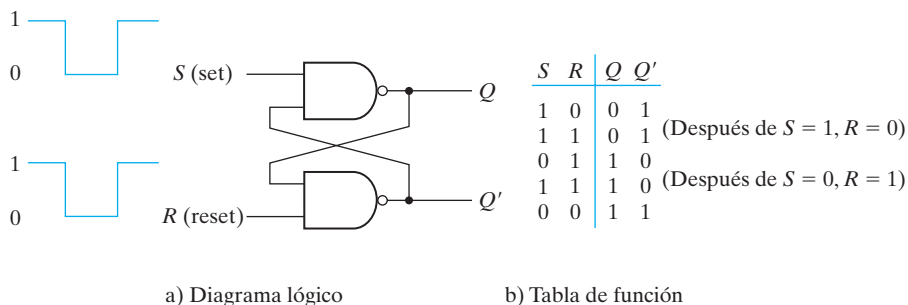 1
0
S (set)
Q
1
0
R (reset)
Q'
S R Q Q'
1 0 0 1
1 1 0 1 (Después de S = 1, R = 0)
0 1 1 0
1 1 1 0 (Después de S = 0, R = 1)
0 0 1 1
a) Diagrama lógico
b) Tabla de función